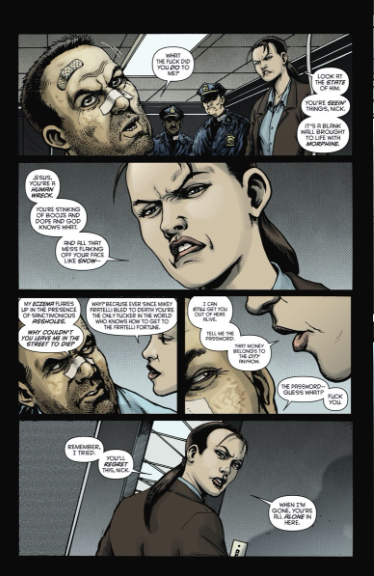 WHAT
THE FUCK DID
YOU DO TO
ME?
LOOK AT
THE STATE
OF HIM.
YOU'RE SEEIN'
THINGS, NICK.
IT'S A BLANK
WALL BROUGHT
TO LIFE WITH
MORPHINE.
JESUS,
YOU'RE A
HUMAN
WRECK.
YOU'RE STINKING
OF BOOZE AND
DOPE AND GOD
KNOWS WHAT.
AND ALL THAT
MESS FLAKING
OFF YOUR FACE
LIKE SNOW--
MY ECZEMA FLARES
UP IN THE PRESENCE
OF SANCTIMONIOUS
ASSHOLES.
WHY COULDN'T
YOU LEAVE ME IN THE
STREET TO DIE?
WHY? BECAUSE EVER SINCE MIKEY
FRATELLI BLED TO DEATH YOU'RE
THE ONLY FUCKER IN THE WORLD
WHO KNOWS HOW TO GET TO
THE FRATELLI FORTUNE.
I CAN
STILL GET YOU
OUT OF HERE
ALIVE.
TELL ME THE
PASSWORD.
THAT MONEY
BELONGS TO
THE CITY
ANYHOW.
THE PASSWORD--
GUESS WHAT?
FUCK
YOU.
REMEMBER,
I TRIED.
YOU'LL
REGRET
THIS, NICK.
WHEN I'M
GONE, YOU'RE
ALL ALONE IN
HERE.